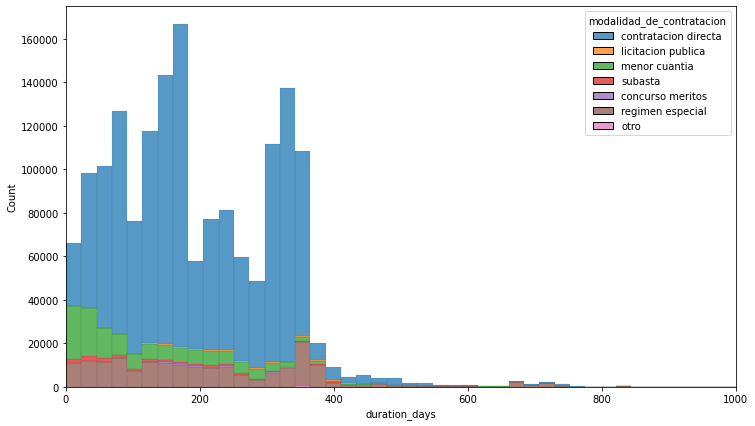 modalidad_de_contratacion
contratacion directa
licitacion publica
menor cuantia
subasta
concurso meritos
regimen especial
otro
160000
140000
120000
100000
80000
60000
40000
20000
0
Count
0 200 400 600 800 1000
duration_days